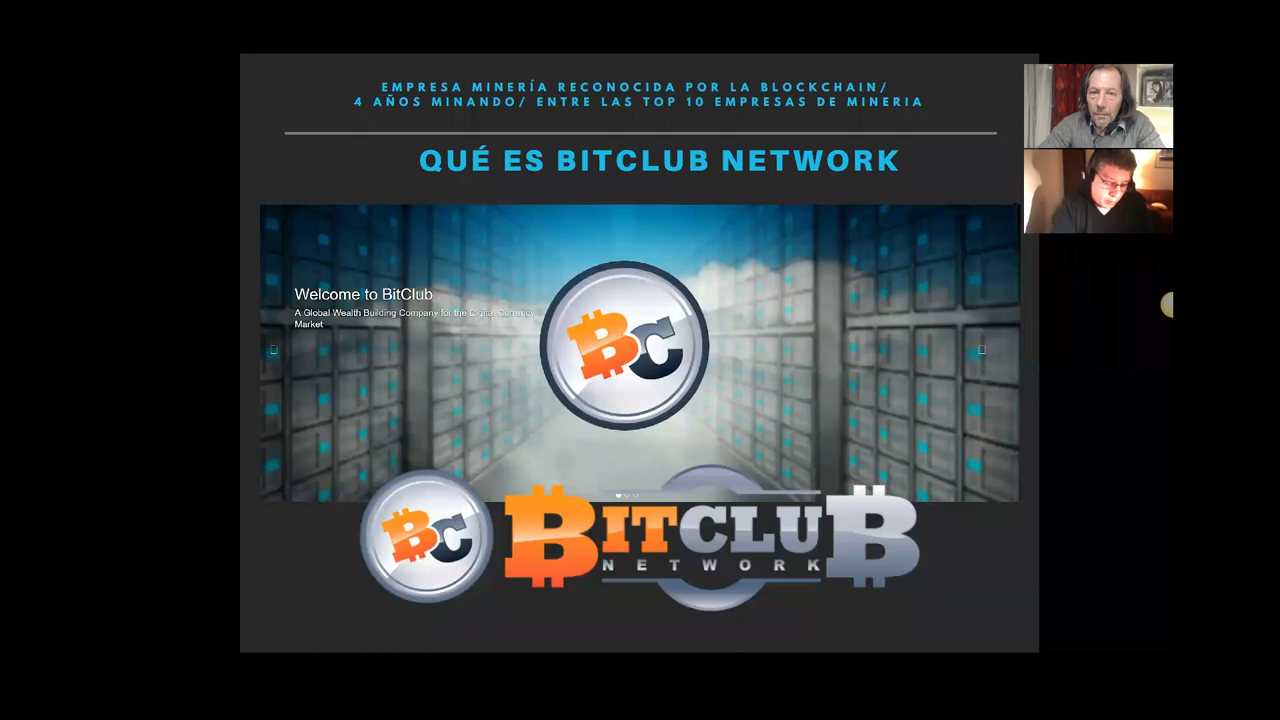 EMPRESA MINERÍA RECONOCIDA POR LA BLOCKCHAIN/
4 AÑOS MINANDO/ ENTRE LAS TOP 10 EMPRESAS DE MINERIA
QUÉ ES BITCLUB NETWORK
Welcome to BitClub
A Global Wealth Building Company for the Digital Currency
Market
BC
BC
BITCLUB
NETWORK